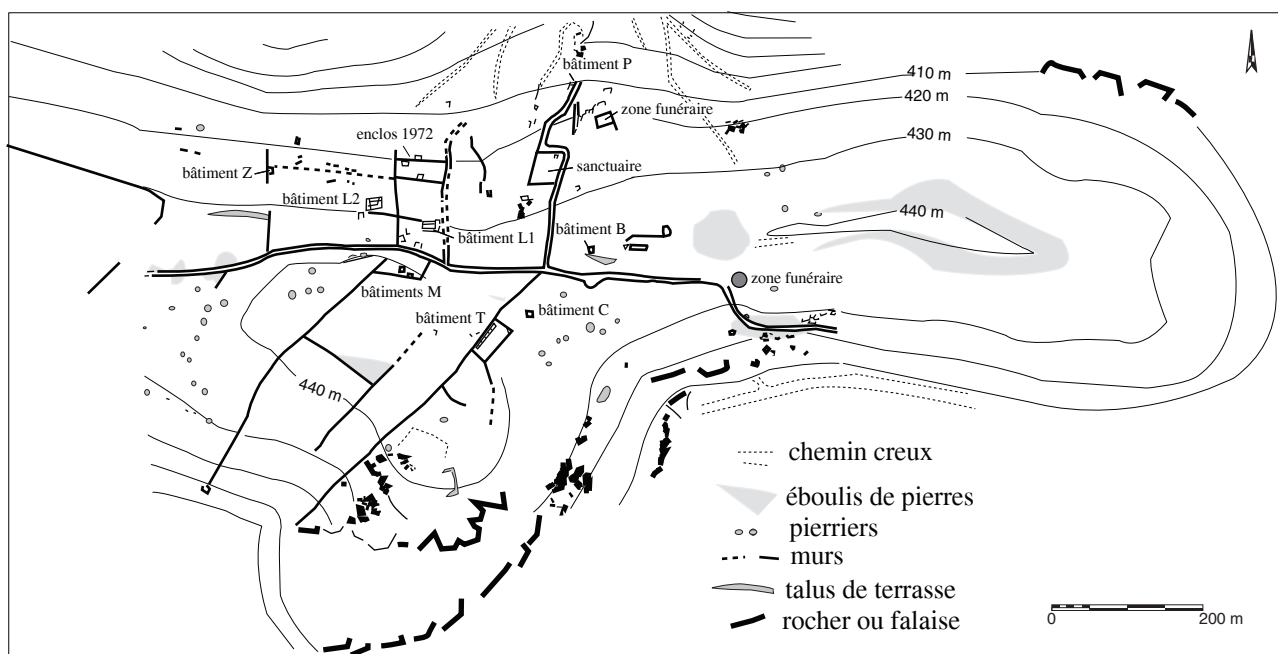 410 m
bâtiment P
420 m
zone funéraire
enclos 1972
430 m
sanctuaire
bâtiment Z
bâtiment L2
440 m
bâtiment L1
bâtiment B
zone funéraire
bâtiments M
bâtiment T
bâtiment C
440 m
chemin creux
éboulis de pierres
pierriers
murs
talus de terrasse
rocher ou falaise
0
200 m